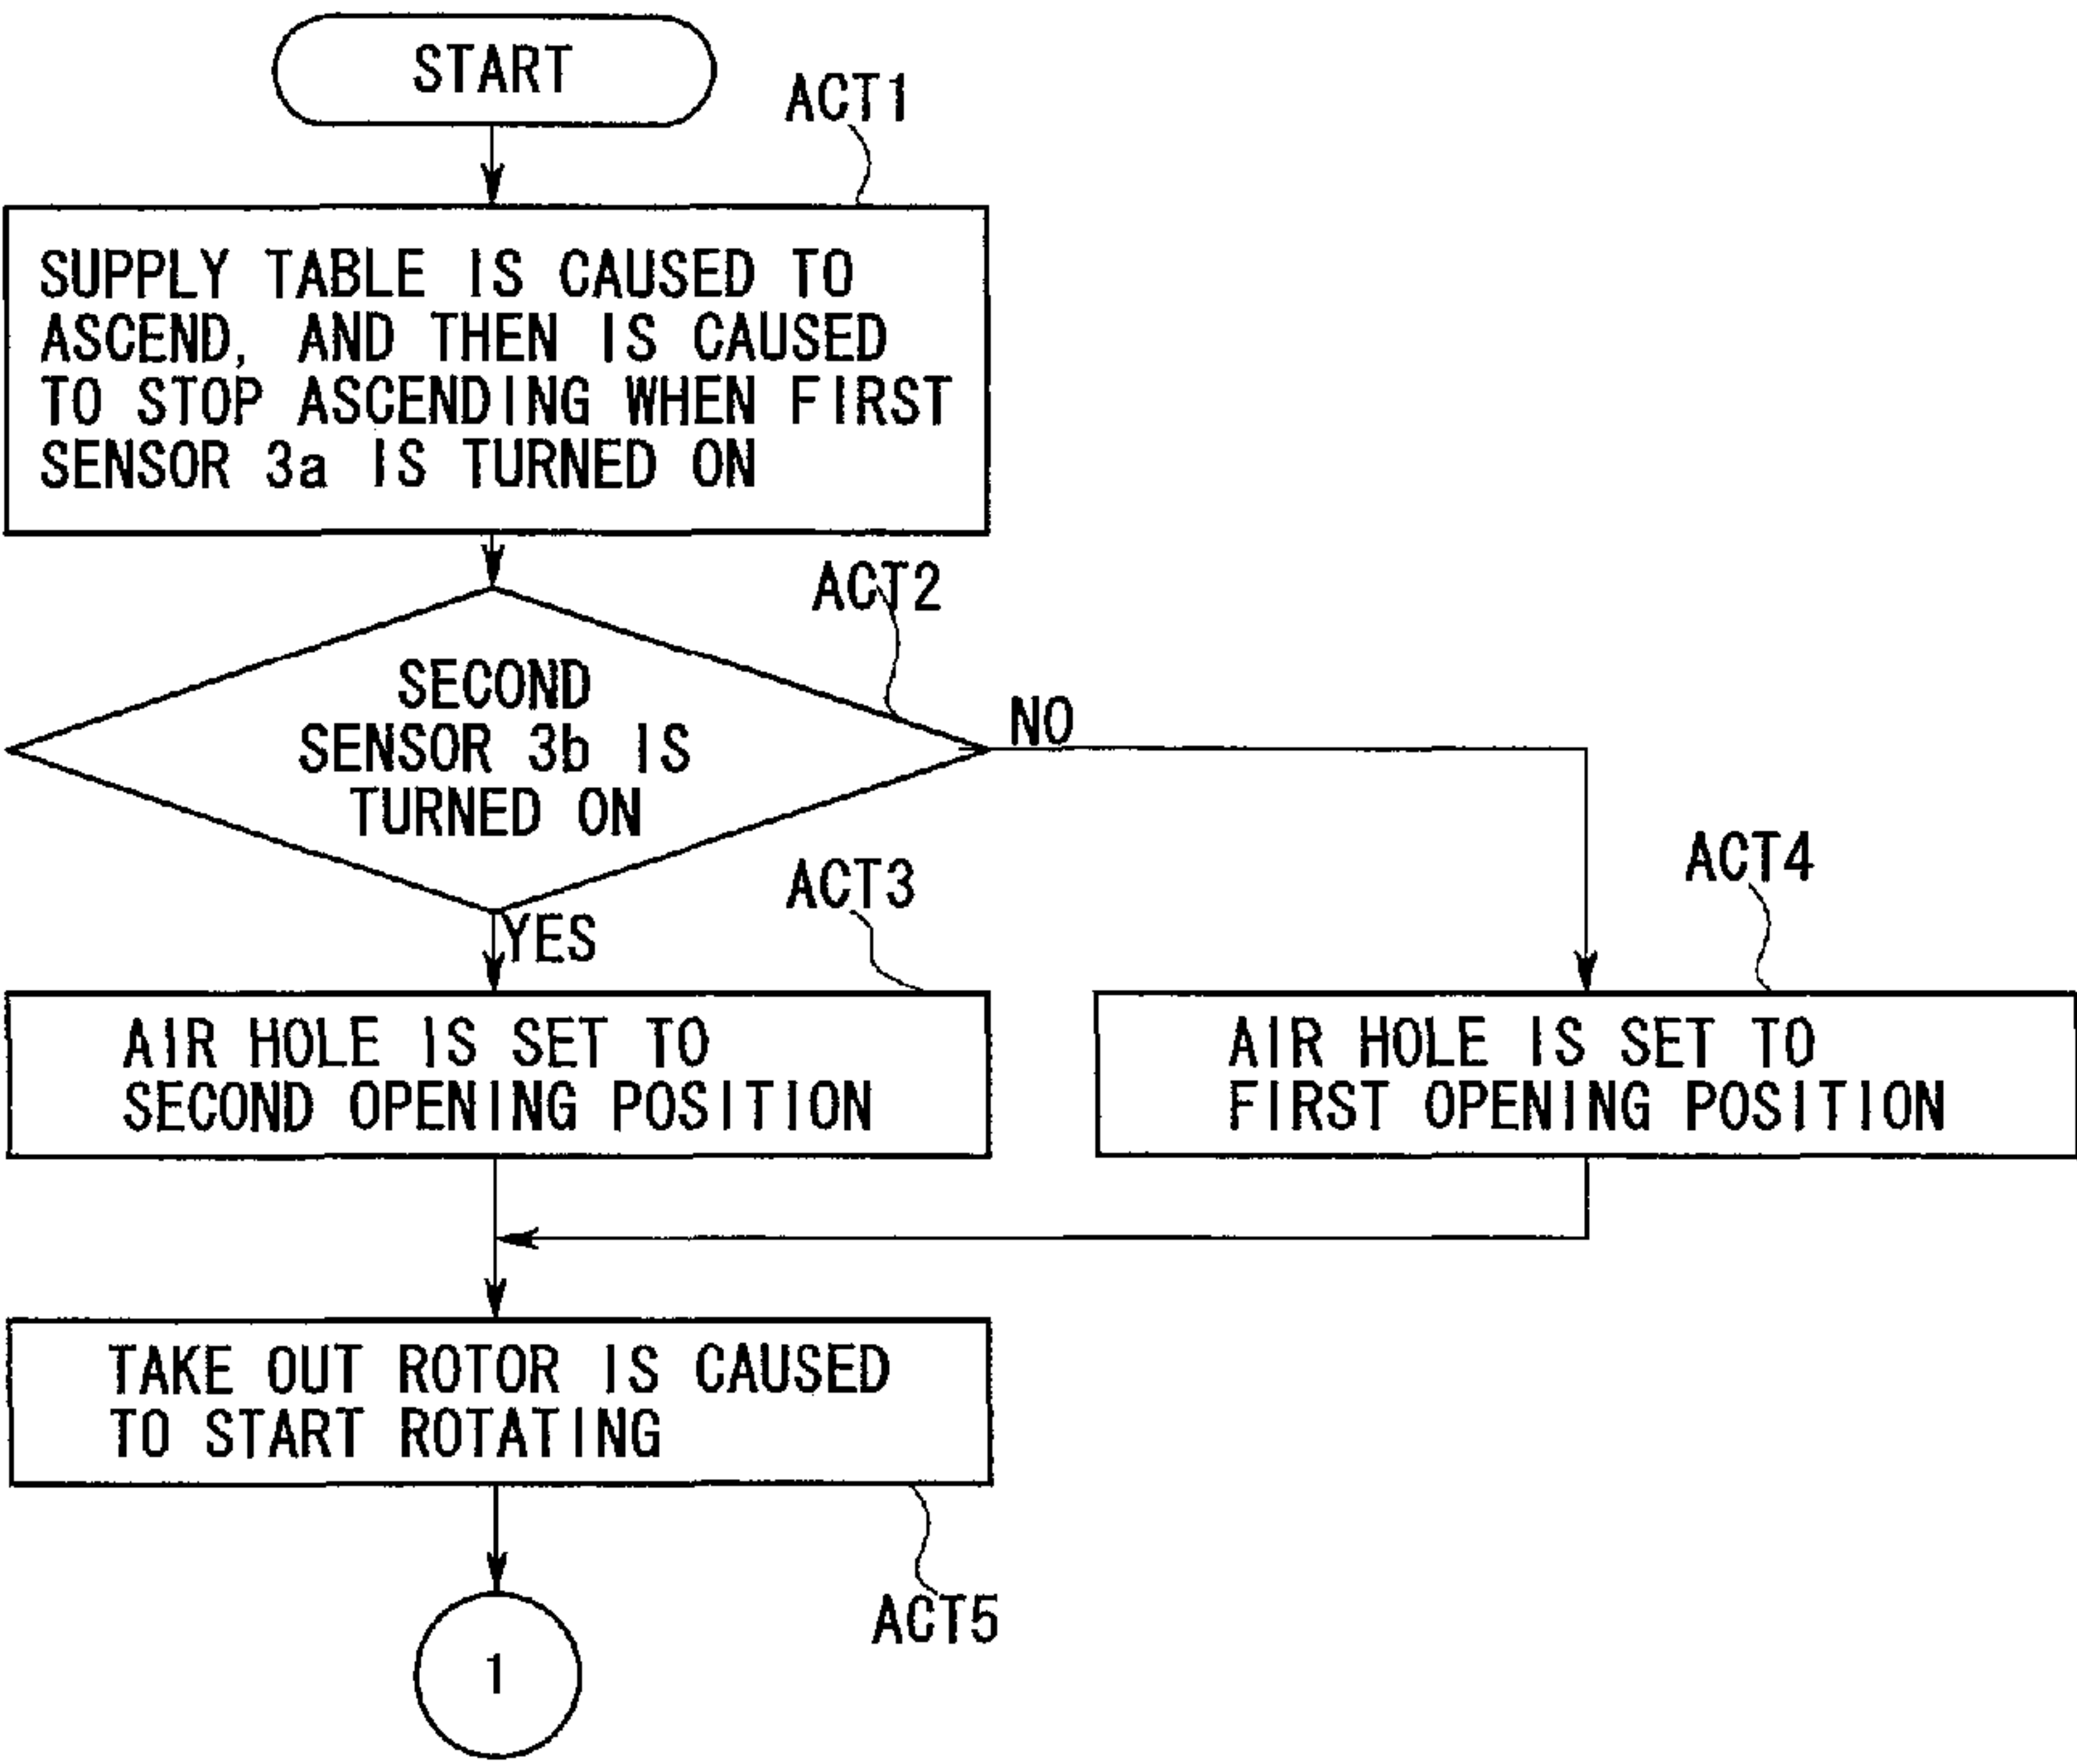 START
ACT1
SUPPLY TABLE IS CAUSED TO
ASCEND, AND THEN IS CAUSED
TO STOP ASCENDING WHEN FIRST
SENSOR 3a IS TURNED ON
ACT2
SECOND
SENSOR 3b IS
TURNED ON
NO
YES
ACT3
ACT4
AIR HOLE IS SET TO
SECOND OPENING POSITION
AIR HOLE IS SET TO
FIRST OPENING POSITION
TAKE OUT ROTOR IS CAUSED
TO START ROTATING
ACT5
1